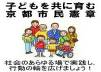 子どもを共に育む
京都市民憲章
社会のあらゆる場で実践し、
行動の輪を広げましょう!